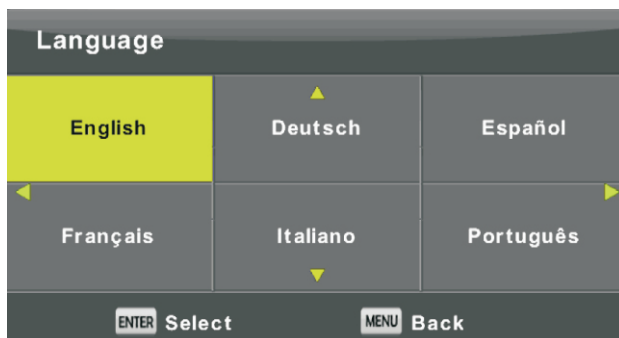 Language
English Deutsch Español
Français Italiano Português
ENTER Select MENU Back